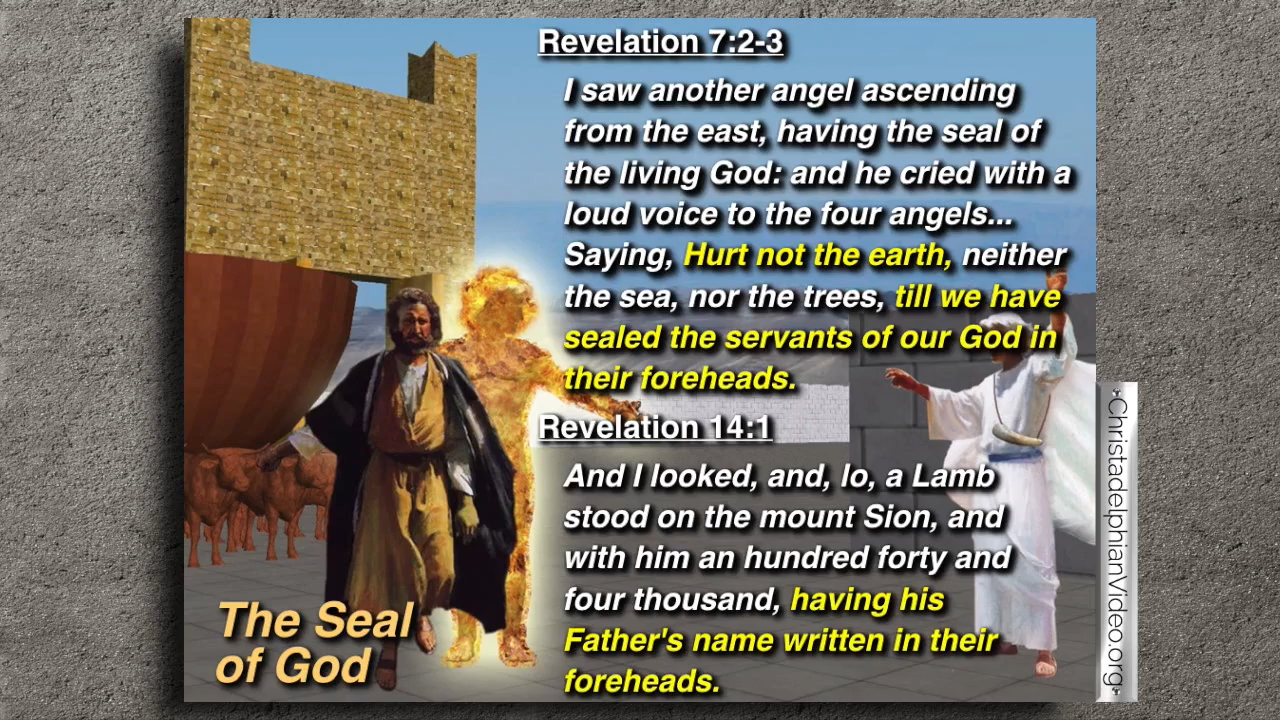 Revelation 7:2-3
I saw another angel ascending
from the east, having the seal of
the living God: and he cried with a
loud voice to the four angels...
Saying, Hurt not the earth, neither
the sea, nor the trees, till we have
sealed the servants of our God in
their foreheads.
Revelation 14:1
And I looked, and, lo, a Lamb
stood on the mount Sion, and
with him an hundred forty and
four thousand, having his
Father's name written in their
foreheads.
The Seal
of God
•ChristadelphianVideo.org•